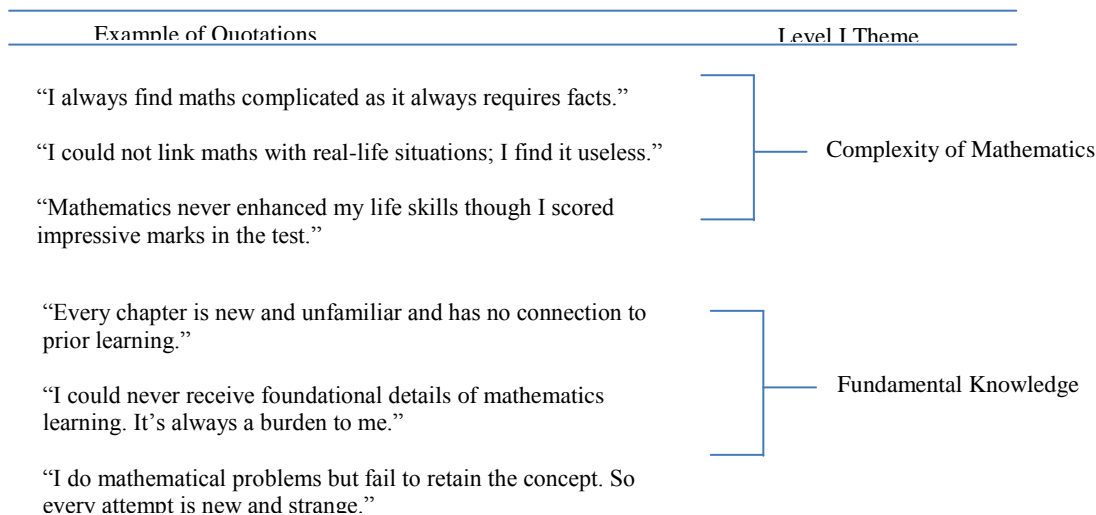 Example of Quotations Level I Theme
“I always find maths complicated as it always requires facts.”
“I could not link maths with real-life situations; I find it useless.”
Complexity of Mathematics
“Mathematics never enhanced my life skills though I scored
impressive marks in the test.”
“Every chapter is new and unfamiliar and has no connection to
prior learning.”
Fundamental Knowledge
“I could never receive foundational details of mathematics
learning. It’s always a burden to me.”
“I do mathematical problems but fail to retain the concept. So
every attempt is new and strange.”